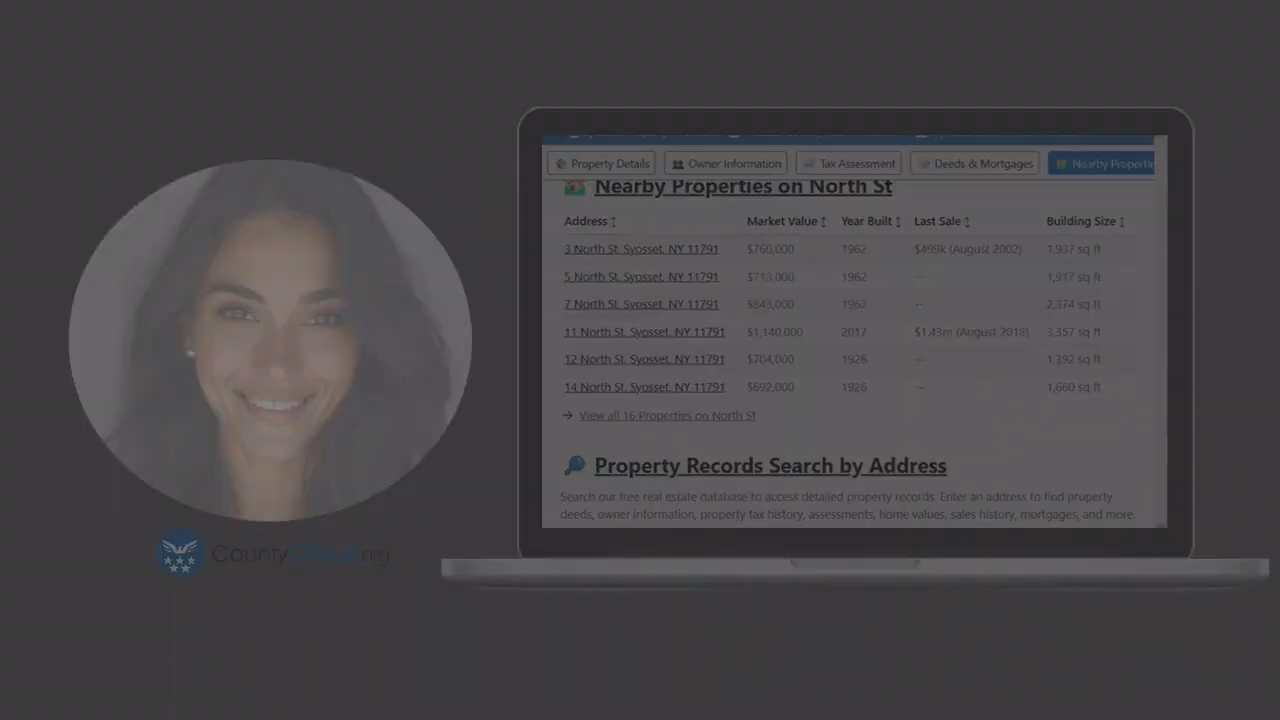 Property Details Owner Information Tax Assessment Deeds & Mortgages Nearby Propertie
Nearby Properties on North St
Address Market Value Year Built Last Sale Building Size
3 North St, Syosset, NY 11791 $766,000 1962 $499k (August 2002) 1,937 sq ft
5 North St, Syosset, NY 11791 $713,000 1962 -- 1,917 sq ft
7 North St, Syosset, NY 11791 $843,000 1962 -- 2,374 sq ft
11 North St, Syosset, NY 11791 $1,140,000 2017 $1.43m (August 2018) 3,357 sq ft
12 North St, Syosset, NY 11791 $704,000 1926 -- 1,392 sq ft
14 North St, Syosset, NY 11791 $692,000 1926 -- 1,660 sq ft
→ View all 16 Properties on North St
Property Records Search by Address
Search our free real estate database to access detailed property records. Enter an address to find property
deeds, owner information, property tax history, assessments, home values, sales history, mortgages, and more.
CountyOffice.org